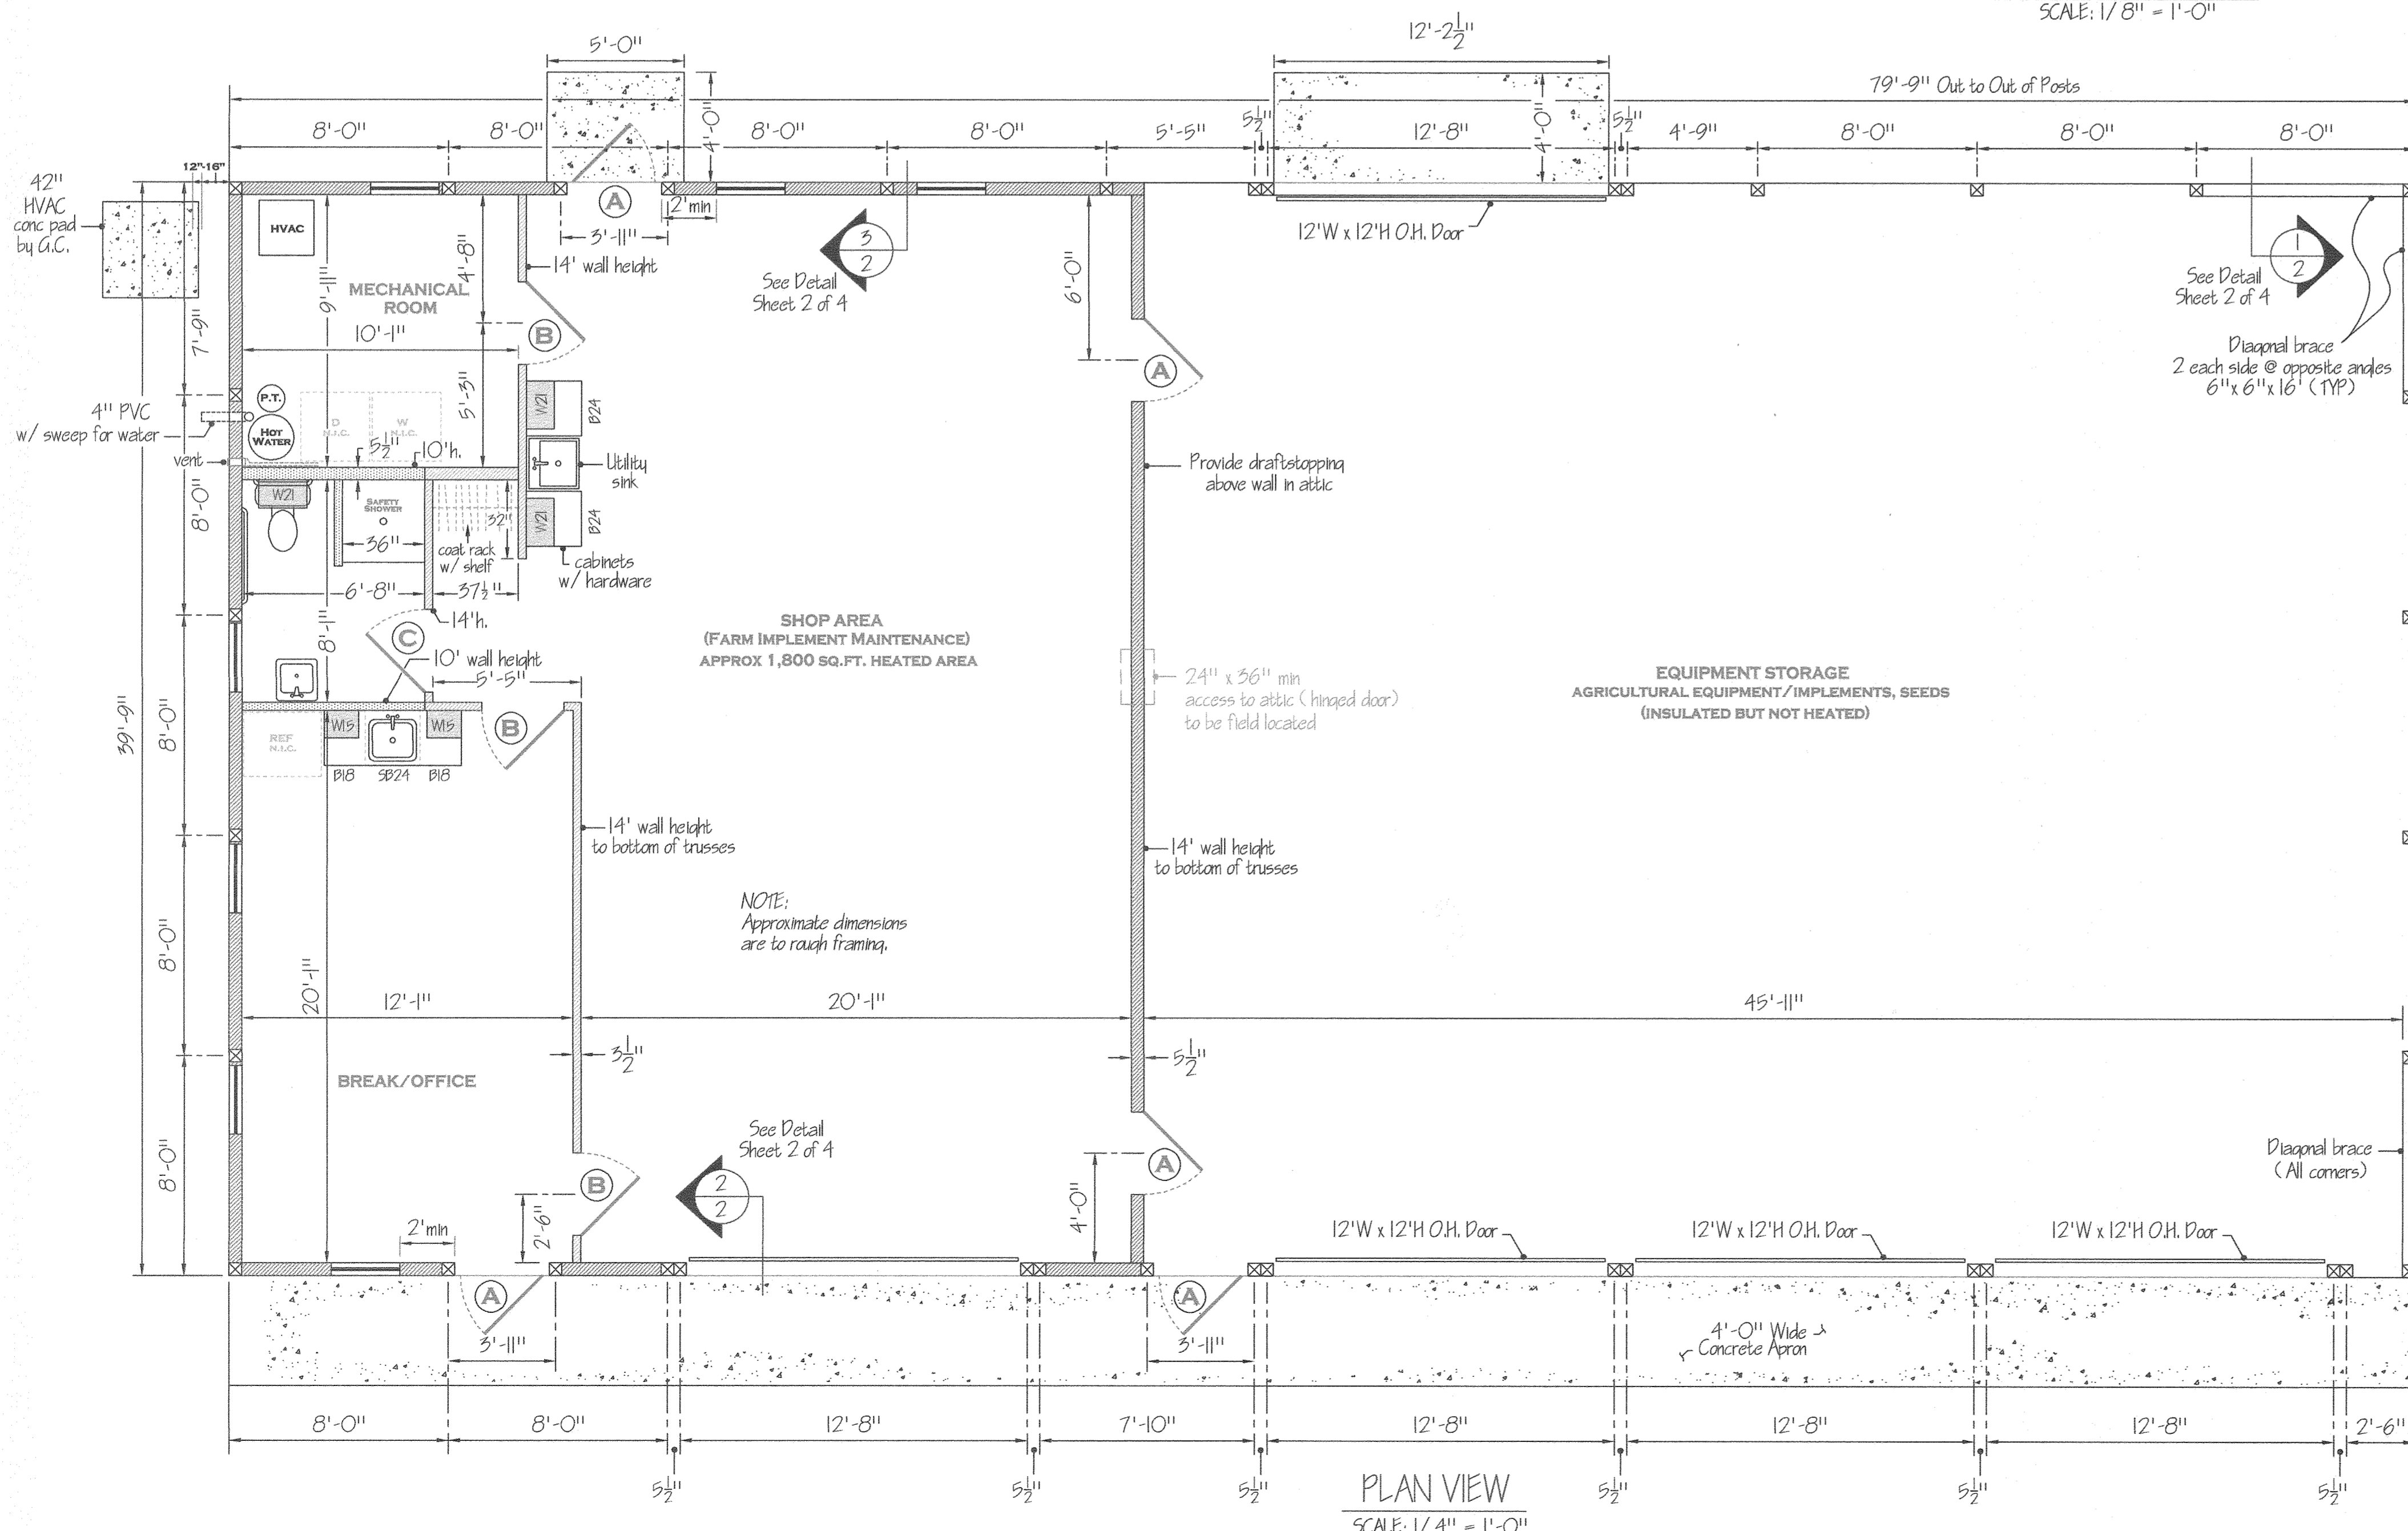 SCALE: 1/8" = 1'-0"
5'-0"
12'-2 1/2"
79'-9" Out to Out of Posts
8'-0"
8'-0"
4'-0"
8'-0"
8'-0"
5'-5"
5 1/2"
12'-8"
4'-0"
5 1/2"
4'-9"
8'-0"
8'-0"
8'-0"
12"-16"
42"
HVAC
conc pad
by G.C.
HVAC
A
2'min
3'-11"
14' wall height
4'-8"
9'-11"
MECHANICAL
ROOM
10'-1"
B
5'-3"
7'-9"
3
2
See Detail
Sheet 2 of 4
6'-0"
A
12'W x 12'H O.H. Door
1
2
See Detail
Sheet 2 of 4
Diagonal brace
2 each side @ opposite angles
6"x 6"x 16' (TYP)
4" PVC
w/ sweep for water
vent
P.T.
HOT
WATER
D
N.I.C.
W
N.I.C.
5 1/2"
10'h.
W21
B24
Utility
sink
W21
B24
cabinets
w/ hardware
Provide draftstopping
above wall in attic
8'-0"
W21
SAFETY
SHOWER
36"
32"
coat rack
w/ shelf
6'-8"
37 1/2"
14'h.
8'-1"
C
10' wall height
5'-5"
SHOP AREA
(FARM IMPLEMENT MAINTENANCE)
APPROX 1,800 SQ.FT. HEATED AREA
24" x 36" min
access to attic (hinged door)
to be field located
EQUIPMENT STORAGE
AGRICULTURAL EQUIPMENT/IMPLEMENTS, SEEDS
(INSULATED BUT NOT HEATED)
39'-9"
8'-0"
REF
N.I.C.
W15
W15
B18
SB24
B18
B
14' wall height
to bottom of trusses
14' wall height
to bottom of trusses
8'-0"
NOTE:
Approximate dimensions
are to rough framing.
20'-1"
12'-1"
20'-1"
45'-11"
3 1/2"
5 1/2"
BREAK/OFFICE
8'-0"
See Detail
Sheet 2 of 4
2
2
B
2'-6"
2'min
4'-0"
A
Diagonal brace
(All corners)
12'W x 12'H O.H. Door
12'W x 12'H O.H. Door
12'W x 12'H O.H. Door
A
3'-11"
A
3'-11"
4'-0" Wide
Concrete Apron
8'-0"
8'-0"
12'-8"
7'-10"
12'-8"
12'-8"
12'-8"
2'-6"
5 1/2"
5 1/2"
5 1/2"
5 1/2"
5 1/2"
5 1/2"
PLAN VIEW
SCALE: 1/4" = 1'-0"